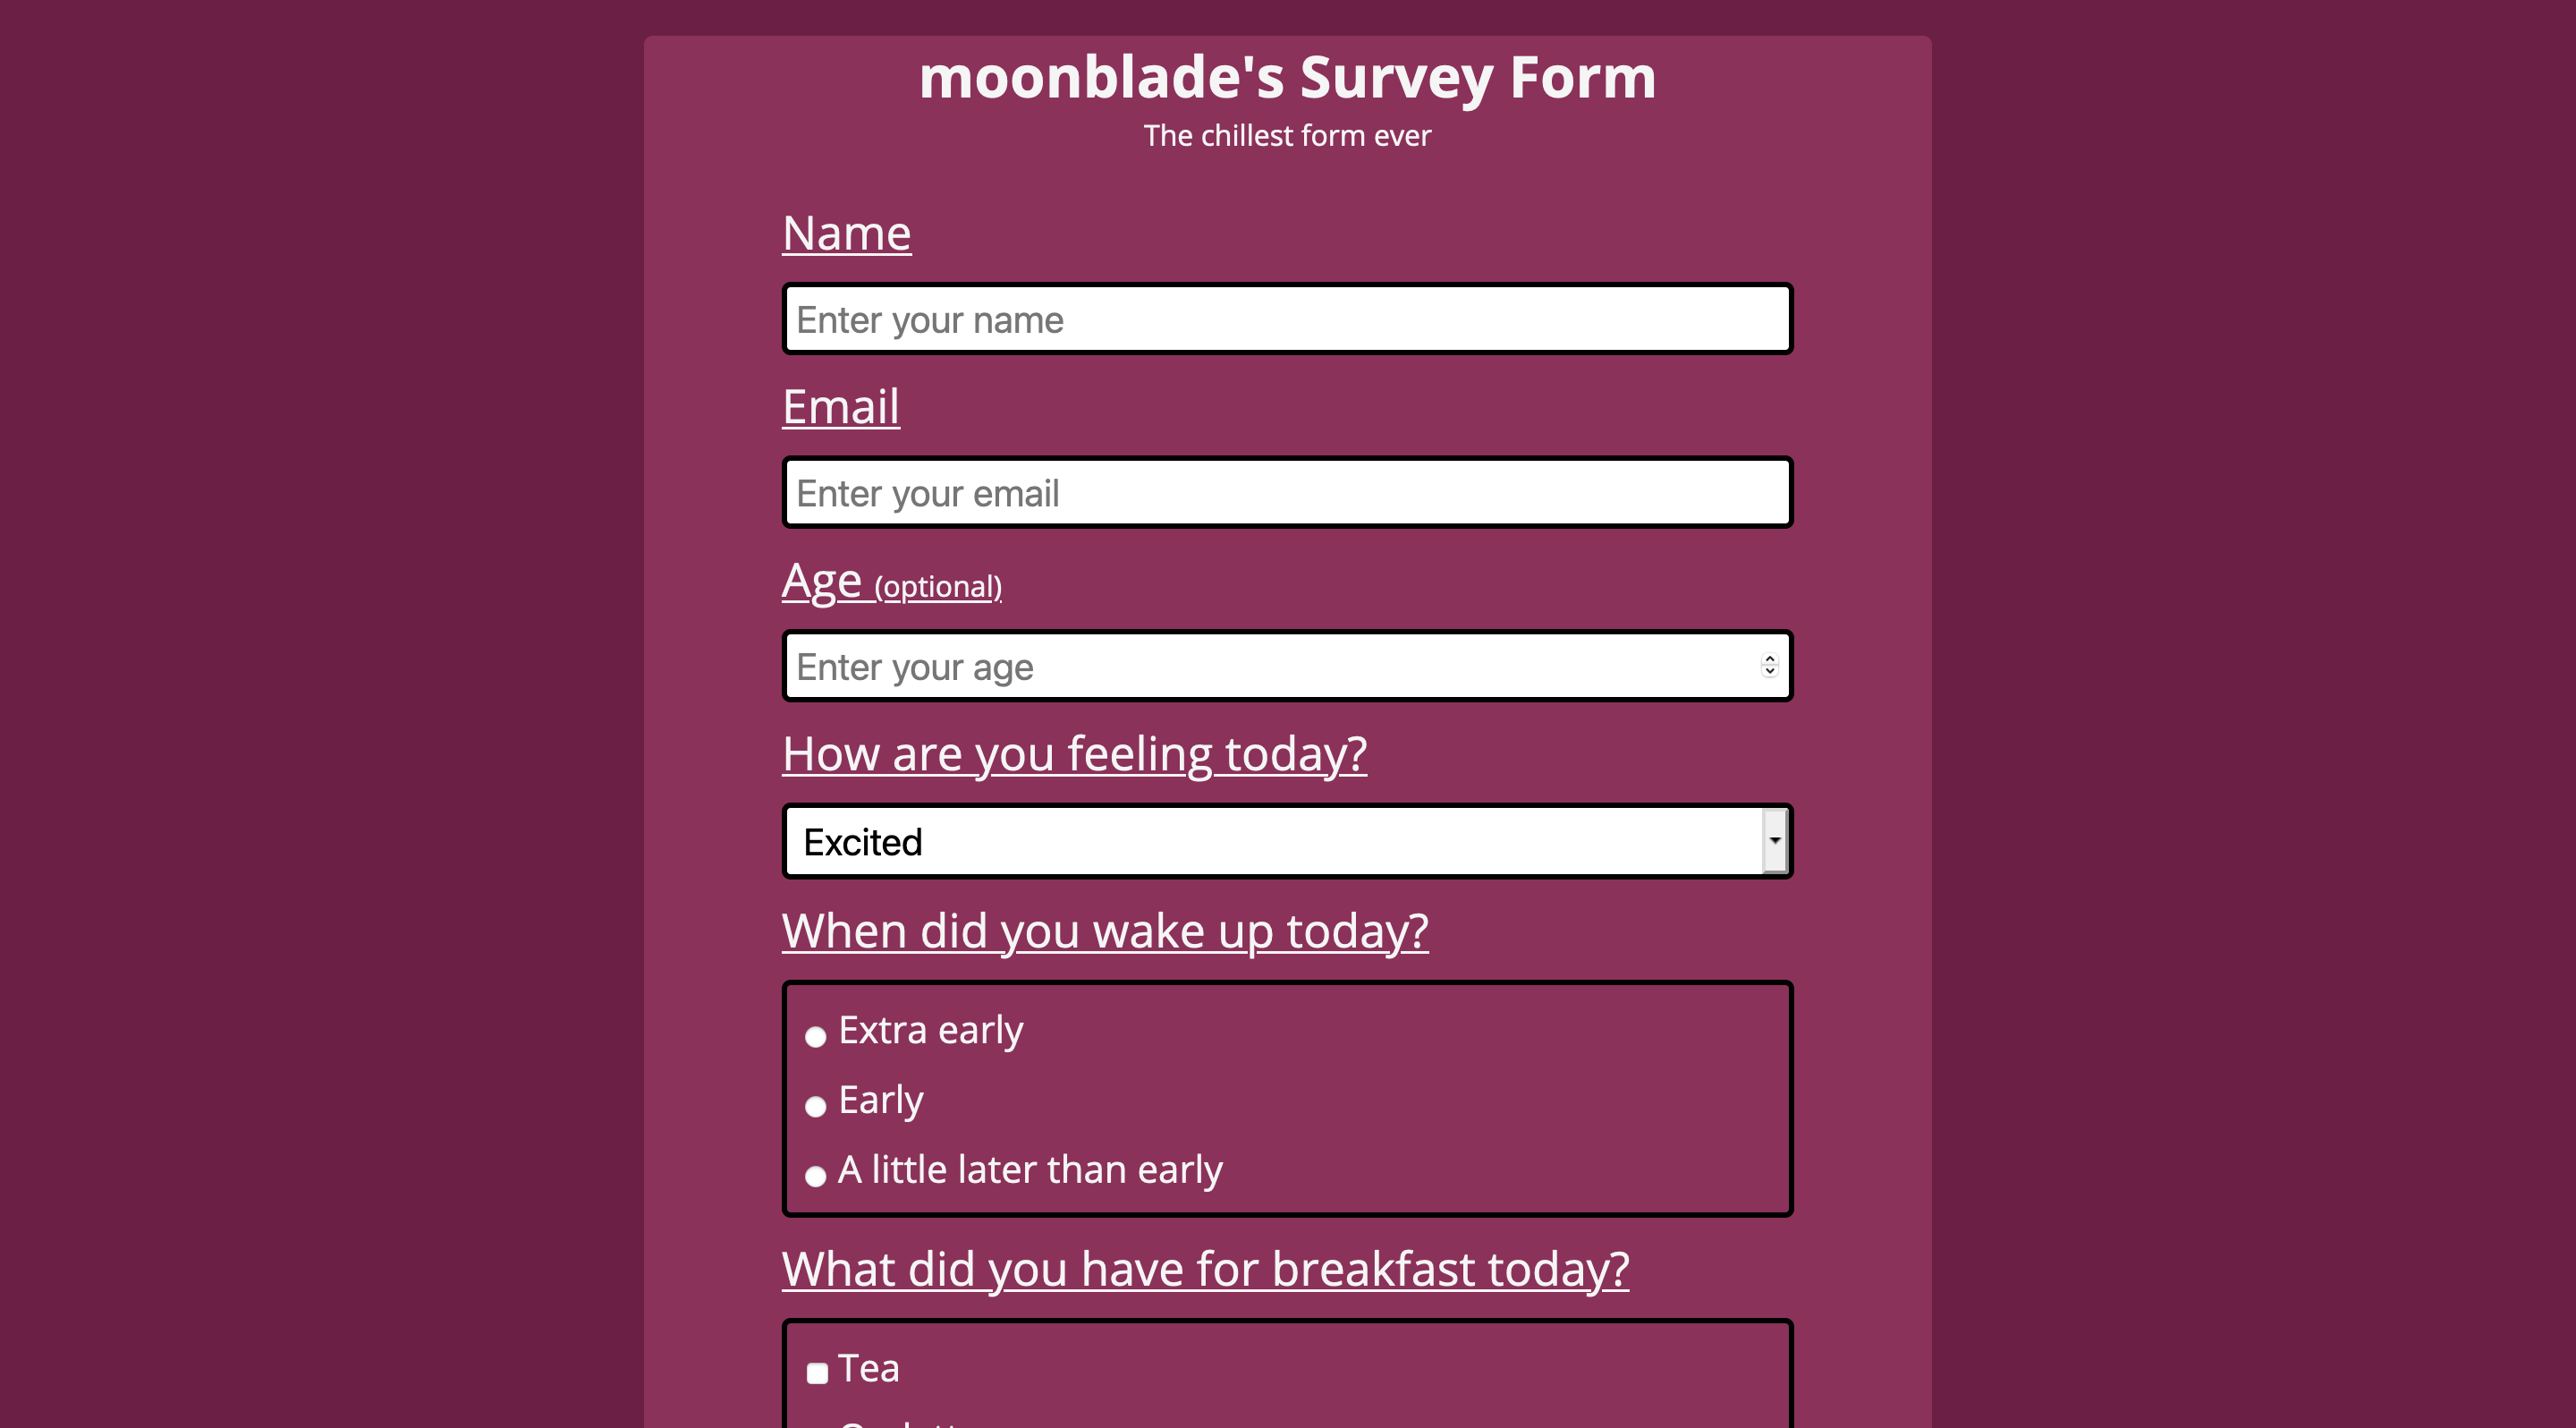 moonblade's Survey Form
The chillest form ever
Name
Enter your name
Email
Enter your email
Age (optional)
Enter your age
How are you feeling today?
Excited
When did you wake up today?
Extra early
Early
A little later than early
What did you have for breakfast today?
Tea